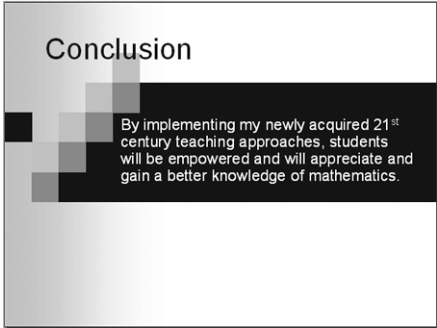 Conclusion
By implementing my newly acquired 21st
century teaching approaches, students
will be empowered and will appreciate and
gain a better knowledge of mathematics.